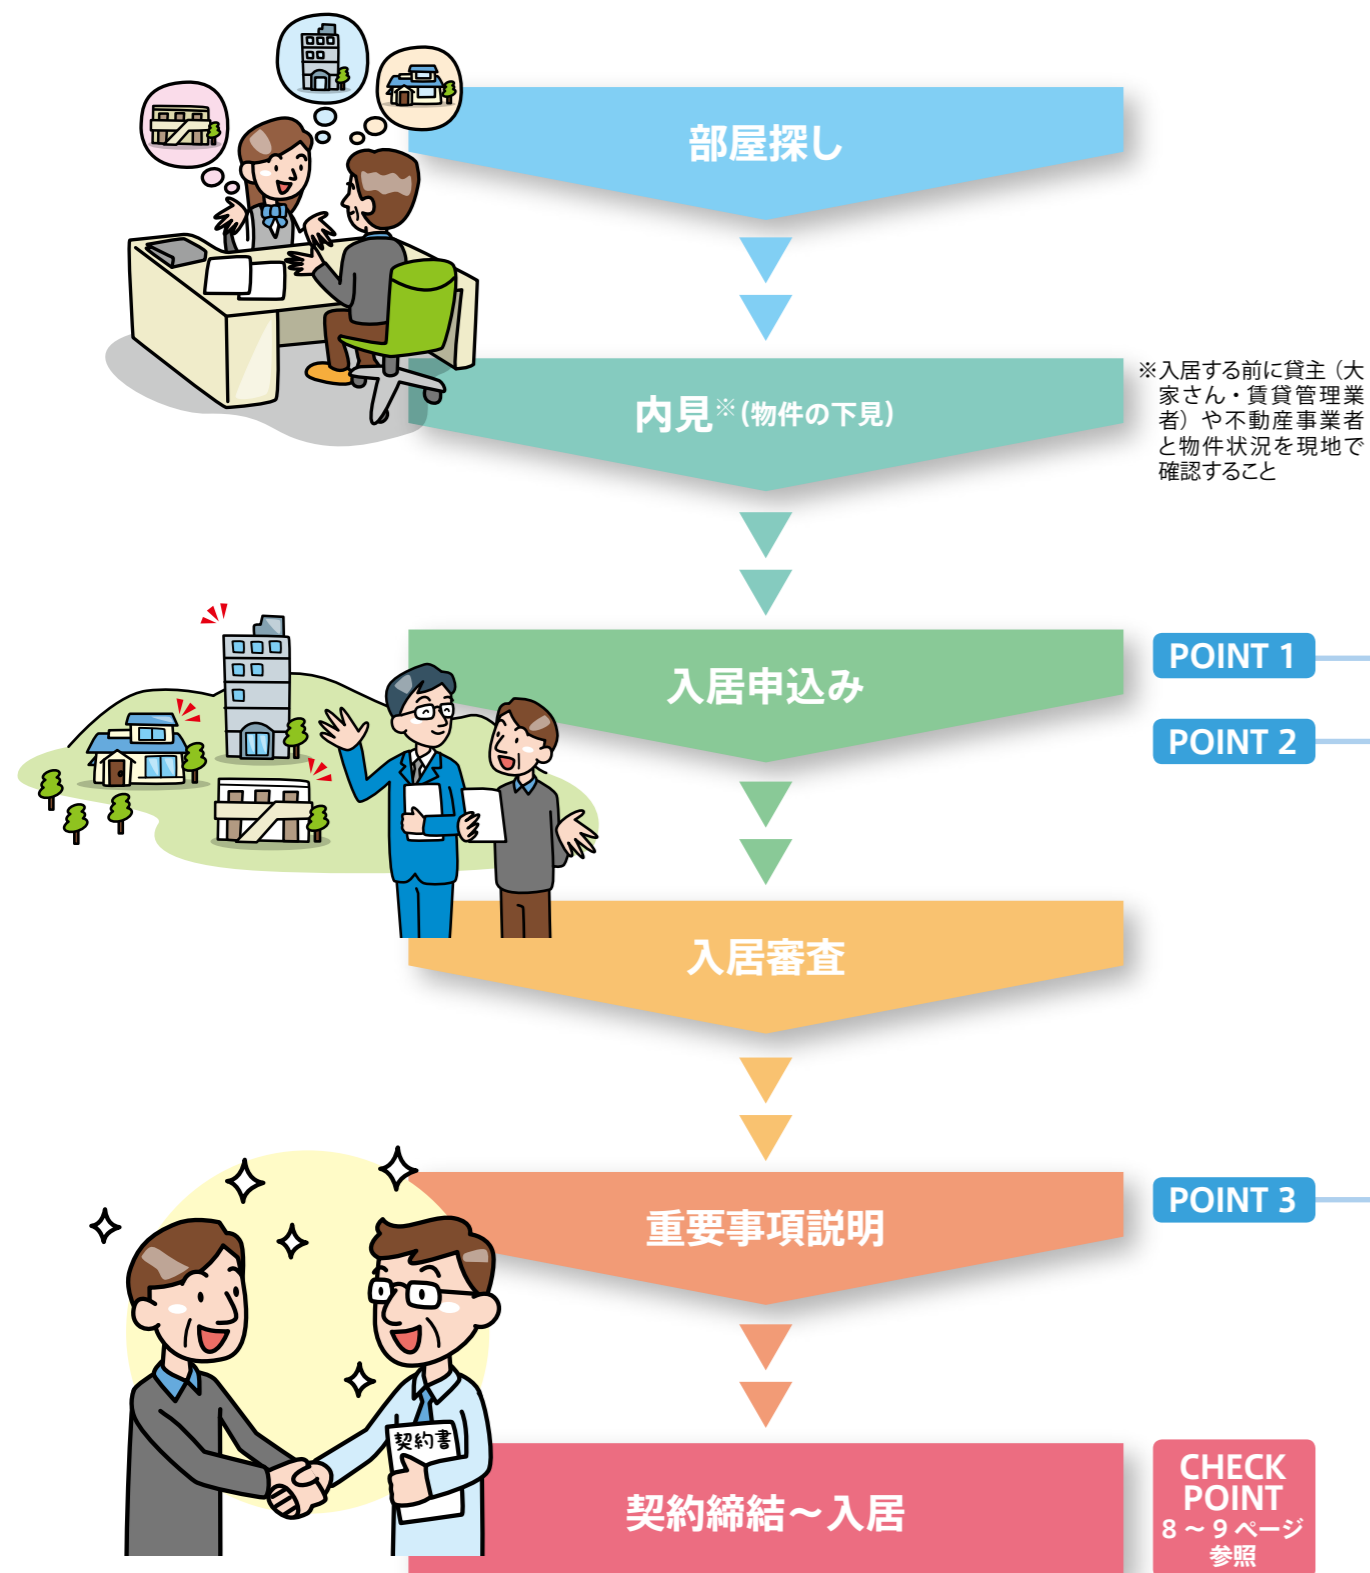 部屋探し
内見※(物件の下見)
※入居する前に貸主（大
家さん・賃貸管理業
者）や不動産事業者
と物件状況を現地で
確認すること
入居申込み
POINT 1
POINT 2
入居審査
重要事項説明
POINT 3
契約書
契約締結～入居
CHECK
POINT
8～9ページ
参照